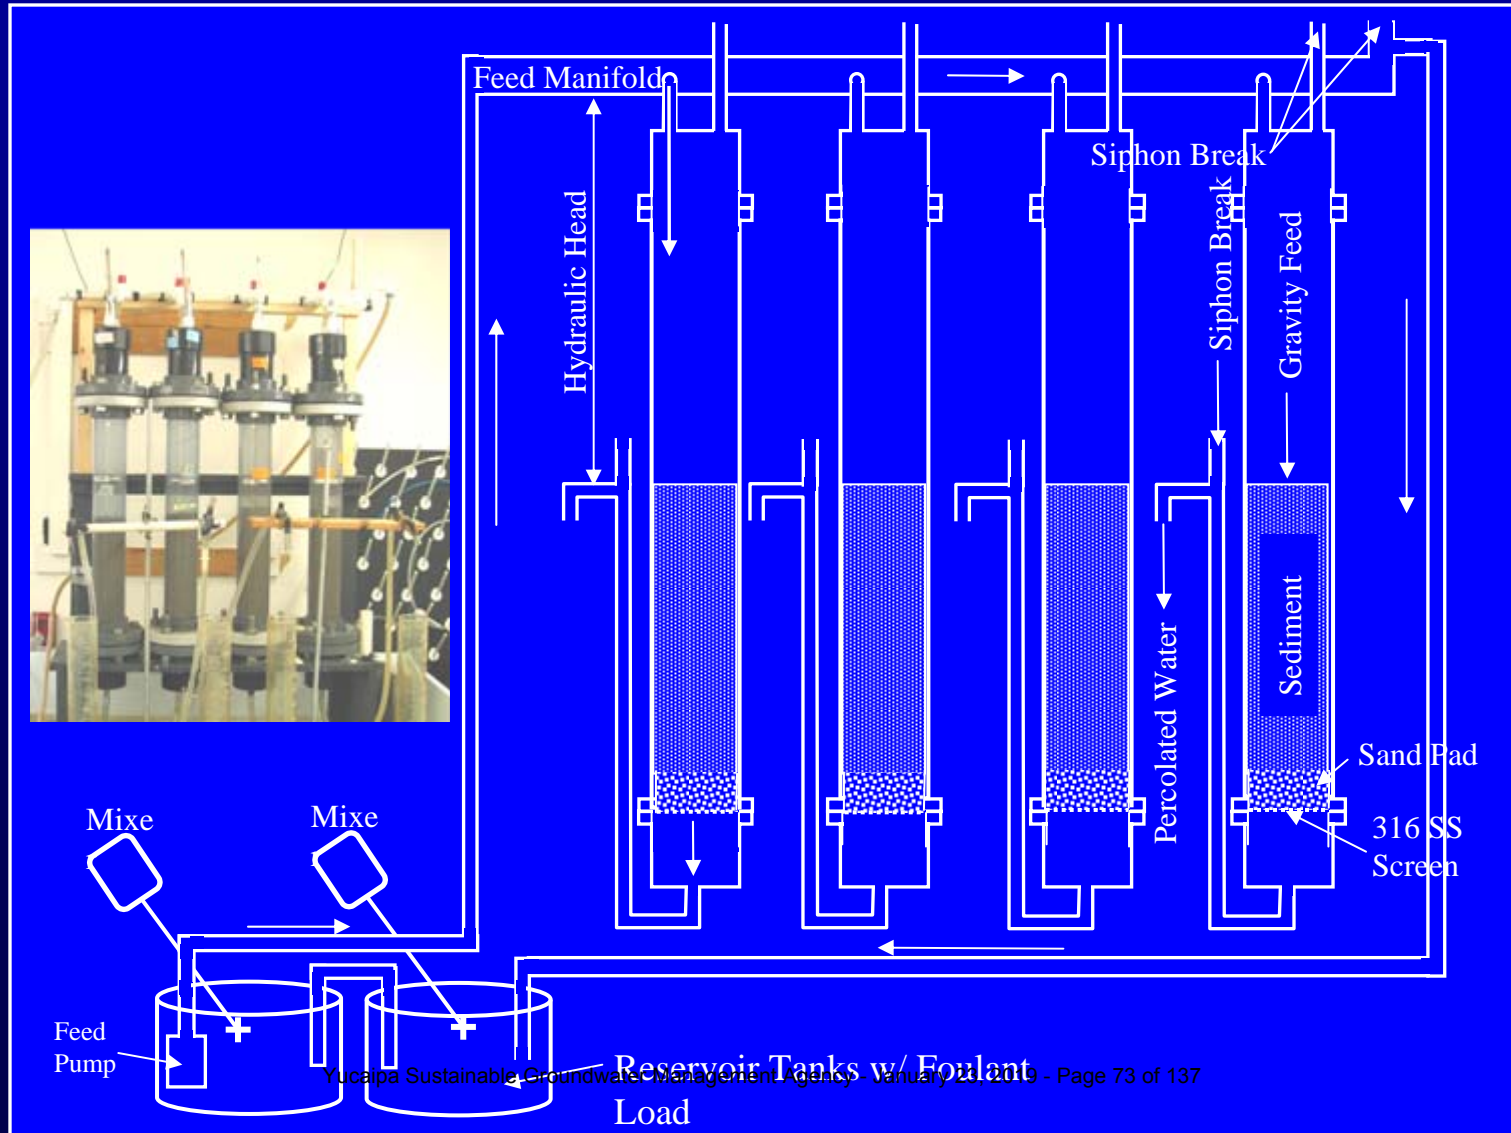 Feed Manifold
Siphon Break
Hydraulic Head
Siphon Break
Gravity Feed
Sediment
Percolated Water
Sand Pad
316 SS
Screen
Mixe
Mixe
Feed
Pump
Reservoir Tanks w/ Foulant
Load
Yucaipa Sustainable Groundwater Management Agency - January 23, 2019 - Page 73 of 137